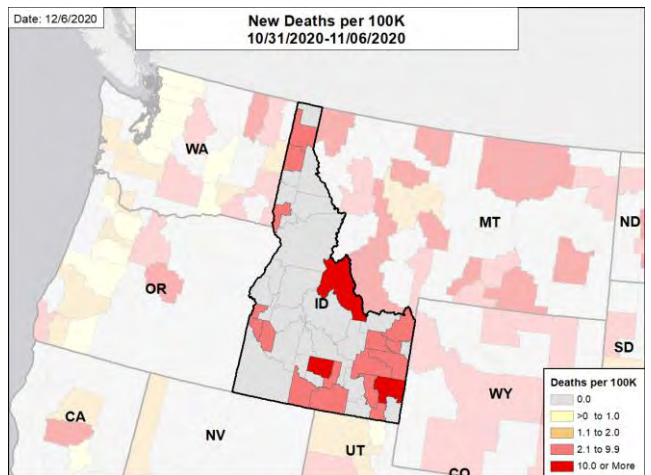 Date: 12/6/2020
New Deaths per 100K
10/31/2020-11/06/2020
WA
MT
ND
OR
ID
SD
WY
CA
NV
UT
CO
Deaths per 100K
0.0
>0 to 1.0
1.1 to 2.0
2.1 to 9.9
10.0 or More